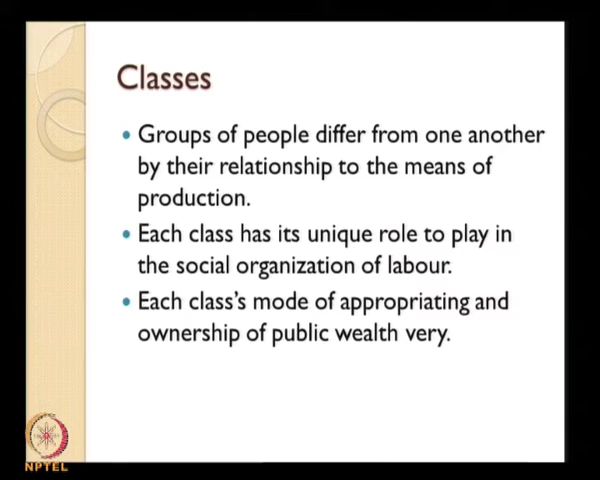 Classes
Groups of people differ from one another
by their relationship to the means of
production.
Each class has its unique role to play in
the social organization of labour.
Each class's mode of appropriating and
ownership of public wealth very.
NPTEL